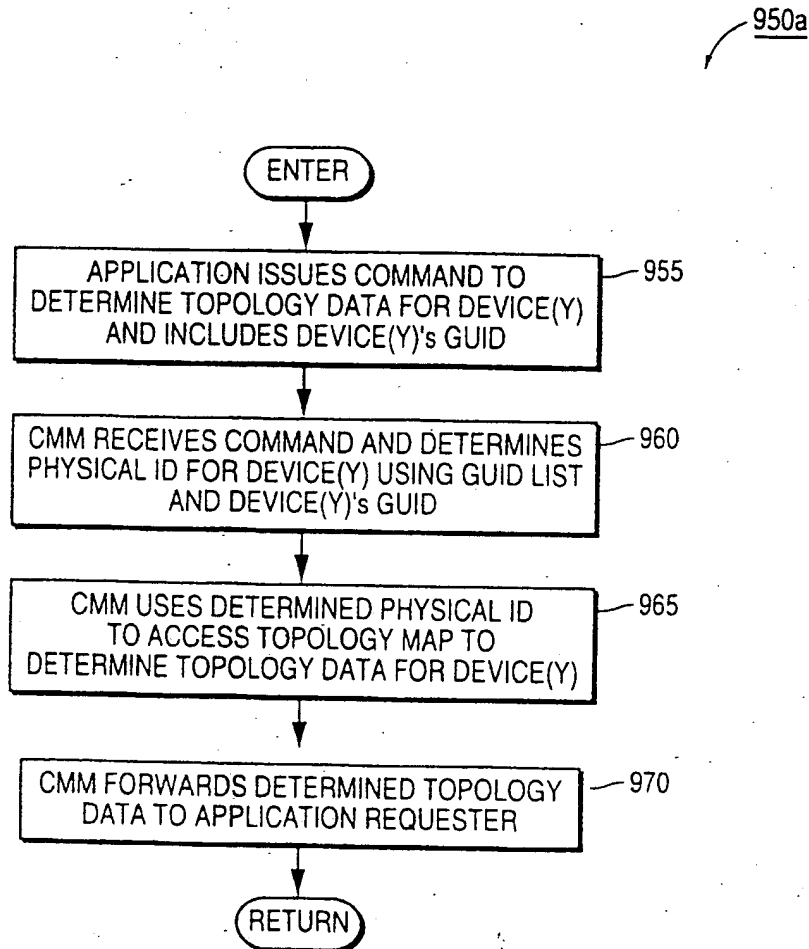 950a
ENTER
APPLICATION ISSUES COMMAND TO
DETERMINE TOPOLOGY DATA FOR DEVICE(Y)
AND INCLUDES DEVICE(Y)'s GUID
955
CMM RECEIVES COMMAND AND DETERMINES
PHYSICAL ID FOR DEVICE(Y) USING GUID LIST
AND DEVICE(Y)'s GUID
960
CMM USES DETERMINED PHYSICAL ID
TO ACCESS TOPOLOGY MAP TO
DETERMINE TOPOLOGY DATA FOR DEVICE(Y)
965
CMM FORWARDS DETERMINED TOPOLOGY
DATA TO APPLICATION REQUESTER
970
RETURN